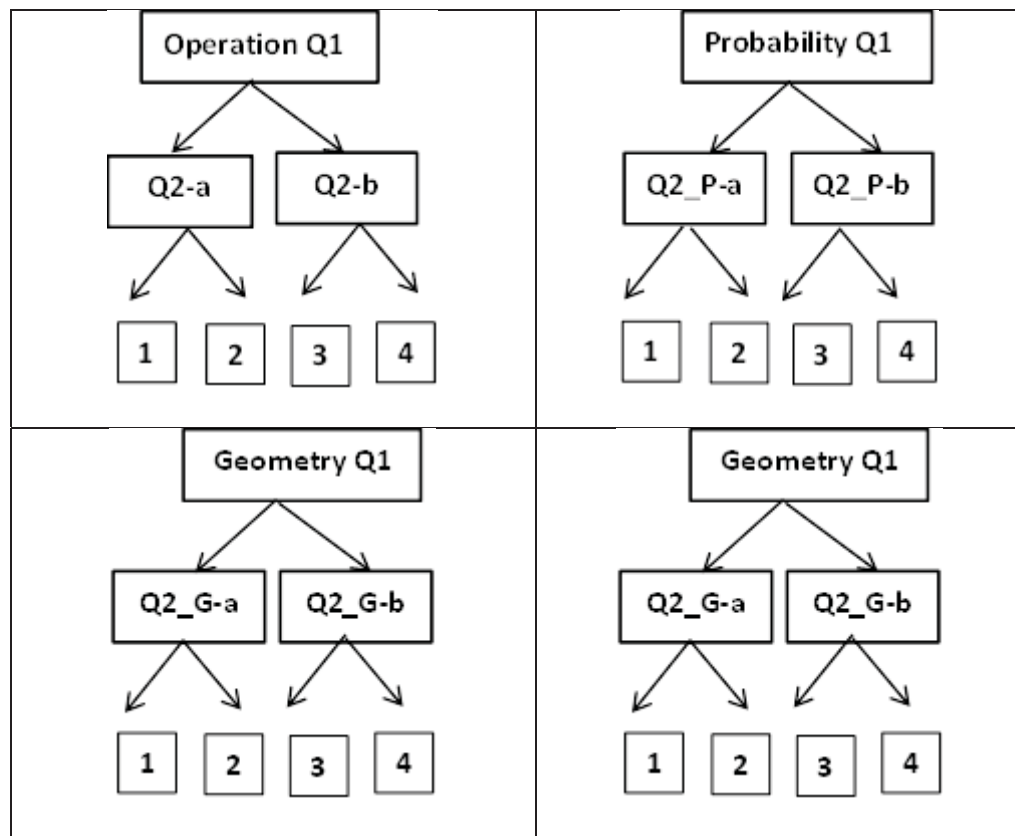 Operation Q1
Q2-a Q2-b
1 2 3 4
Probability Q1
Q2_P-a Q2_P-b
1 2 3 4
Geometry Q1
Q2_G-a Q2_G-b
1 2 3 4
Geometry Q1
Q2_G-a Q2_G-b
1 2 3 4